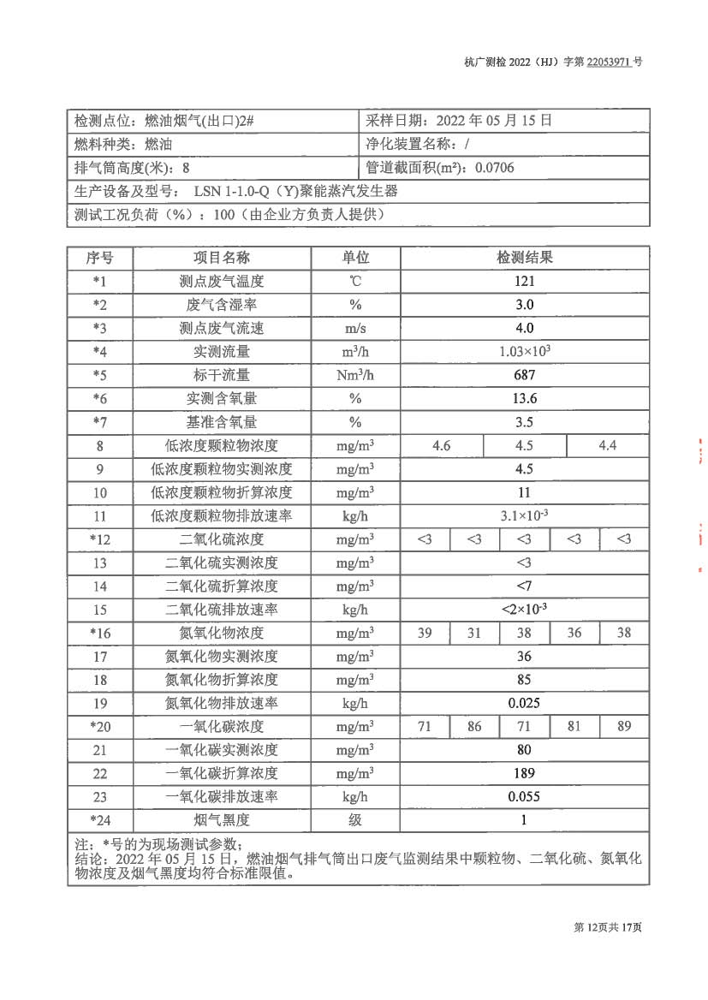 杭广测检 2022（HJ）字第 22053971 号
检测点位：燃油烟气(出口)2# 采样日期：2022 年 05 月 15 日
燃料种类：燃油 净化装置名称：/
排气筒高度(米)：8 管道截面积(m²)：0.0706
生产设备及型号： LSN 1-1.0-Q（Y)聚能蒸汽发生器
测试工况负荷（%）：100（由企业方负责人提供）
序号 项目名称 单位 检测结果
*1 测点废气温度 ℃ 121
*2 废气含湿率 % 3.0
*3 测点废气流速 m/s 4.0
*4 实测流量 m³/h 1.03×10³
*5 标干流量 Nm³/h 687
*6 实测含氧量 % 13.6
*7 基准含氧量 % 3.5
8 低浓度颗粒物浓度 mg/m³ 4.6 4.5 4.4
9 低浓度颗粒物实测浓度 mg/m³ 4.5
10 低浓度颗粒物折算浓度 mg/m³ 11
11 低浓度颗粒物排放速率 kg/h 3.1×10⁻³
*12 二氧化硫浓度 mg/m³ <3 <3 <3 <3 <3
13 二氧化硫实测浓度 mg/m³ <3
14 二氧化硫折算浓度 mg/m³ <7
15 二氧化硫排放速率 kg/h <2×10⁻³
*16 氮氧化物浓度 mg/m³ 39 31 38 36 38
17 氮氧化物实测浓度 mg/m³ 36
18 氮氧化物折算浓度 mg/m³ 85
19 氮氧化物排放速率 kg/h 0.025
*20 一氧化碳浓度 mg/m³ 71 86 71 81 89
21 一氧化碳实测浓度 mg/m³ 80
22 一氧化碳折算浓度 mg/m³ 189
23 一氧化碳排放速率 kg/h 0.055
*24 烟气黑度 级 1
注：*号的为现场测试参数；
结论：2022 年 05 月 15 日，燃油烟气排气筒出口废气监测结果中颗粒物、二氧化硫、氮氧化
物浓度及烟气黑度均符合标准限值。
第 12页共 17页